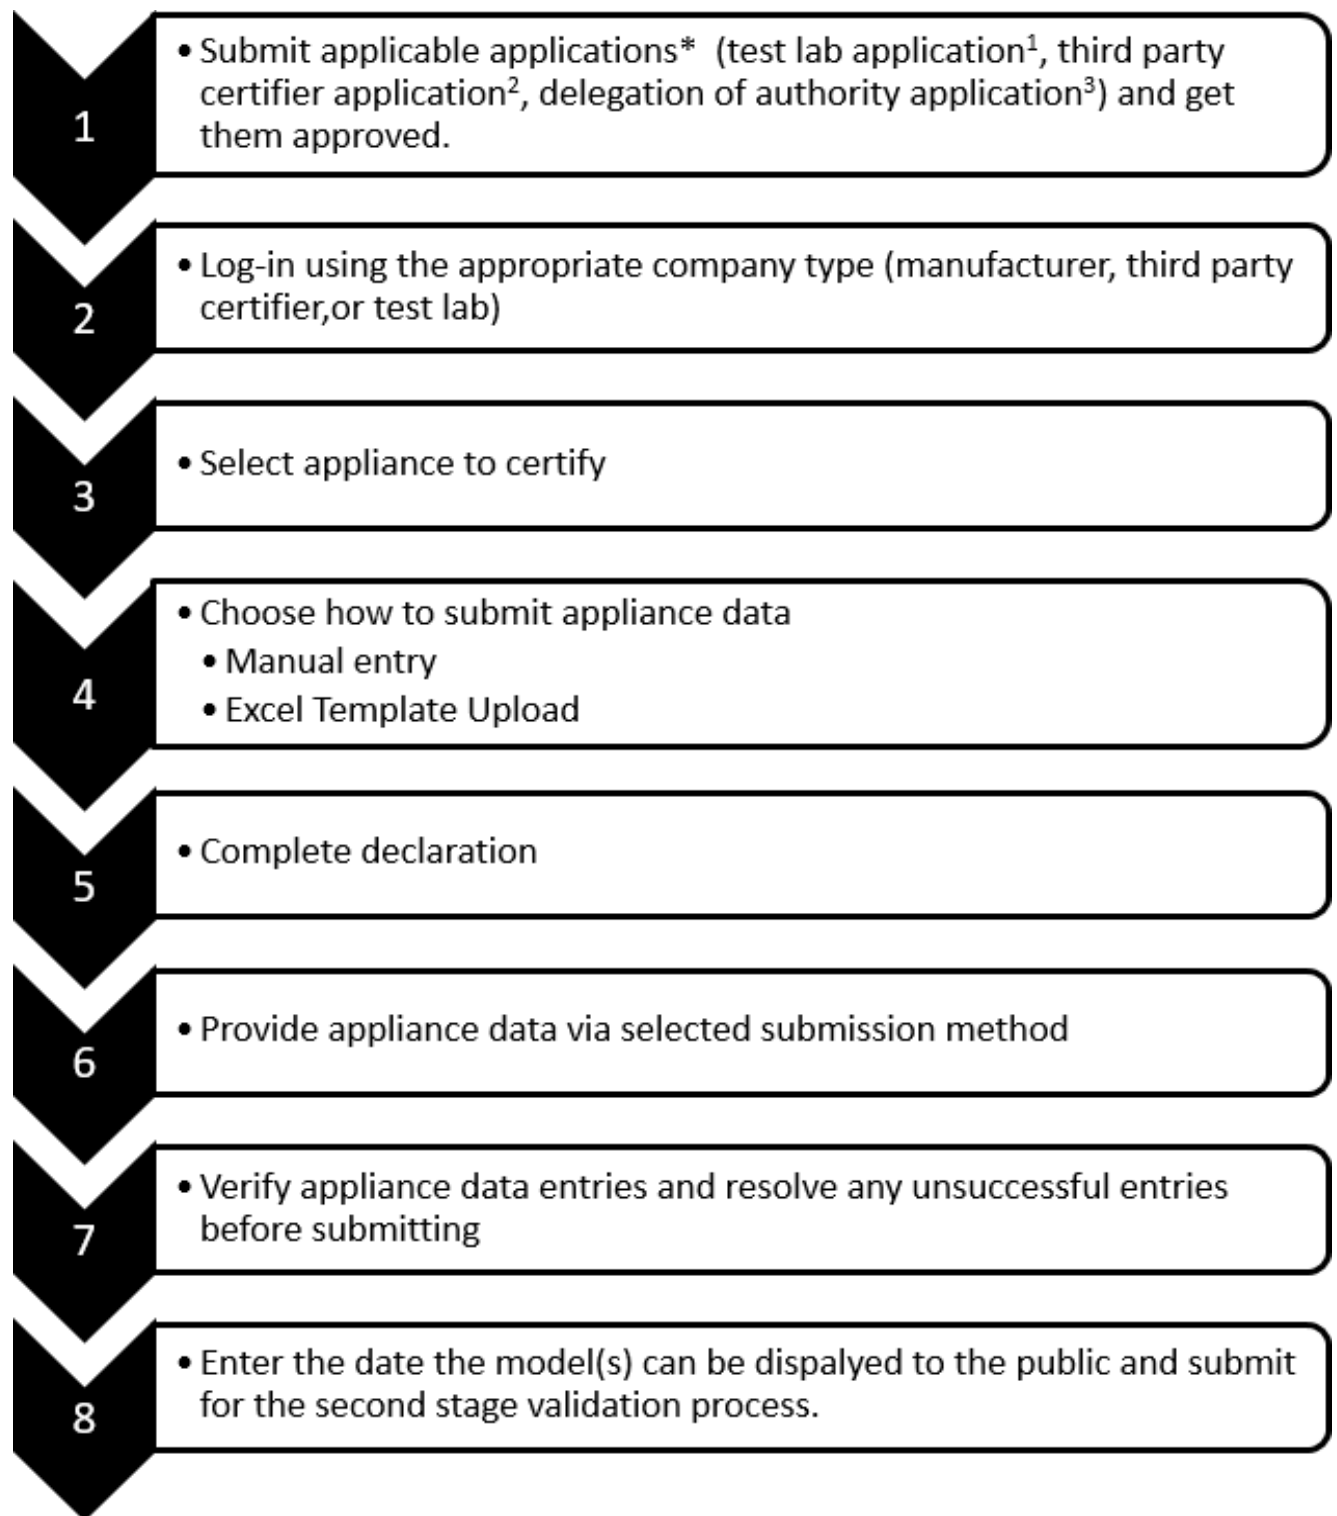 1
• Submit applicable applications* (test lab application¹, third party
certifier application², delegation of authority application³) and get
them approved.
2
• Log-in using the appropriate company type (manufacturer, third party
certifier,or test lab)
3
• Select appliance to certify
4
• Choose how to submit appliance data
• Manual entry
• Excel Template Upload
5
• Complete declaration
6
• Provide appliance data via selected submission method
7
• Verify appliance data entries and resolve any unsuccessful entries
before submitting
8
• Enter the date the model(s) can be dispalyed to the public and submit
for the second stage validation process.